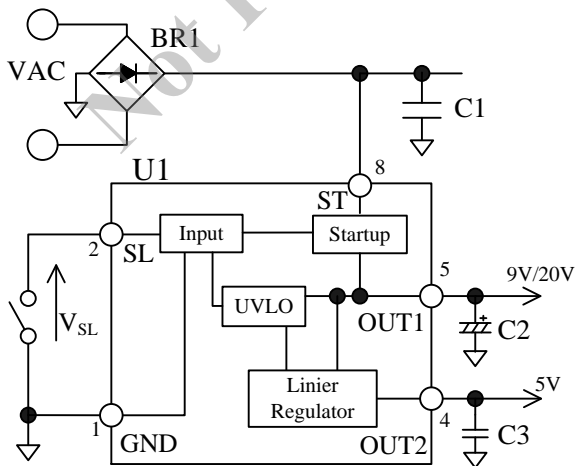 BR1
VAC
Not
C1
U1
8
ST
2
SL
Input
Startup
5
9V/20V
VSL
UVLO
OUT1
C2
Linier
Regulator
5V
1
GND
4
OUT2
C3